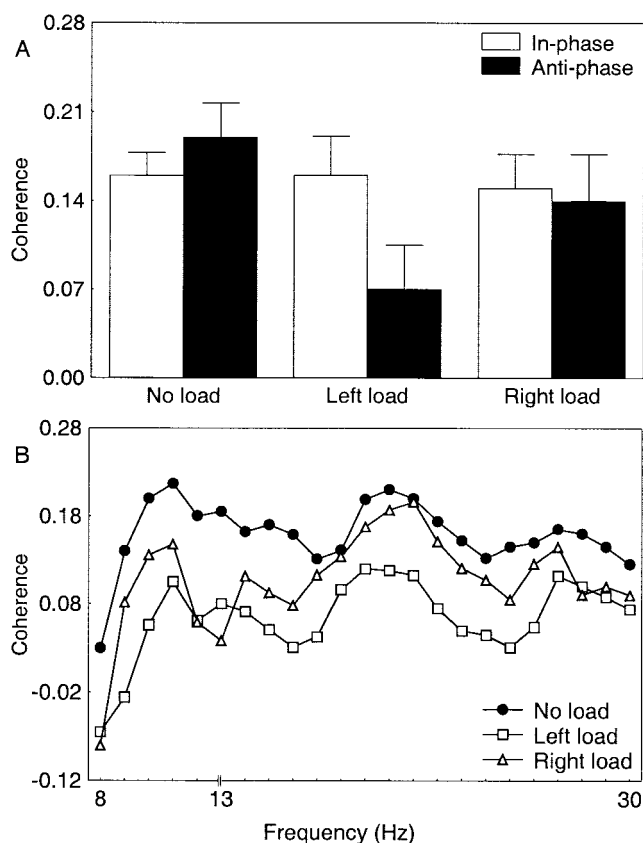 A
Coherence
0.28
0.21
0.14
0.07
0.00
In-phase
Anti-phase
No load
Left load
Right load
B
Coherence
0.28
0.18
0.08
-0.02
-0.12
No load
Left load
Right load
8
13
30
Frequency (Hz)